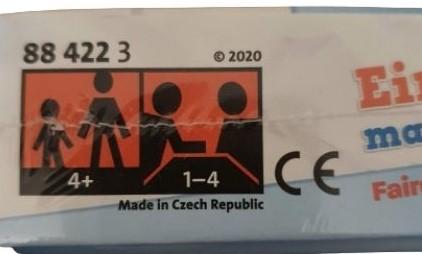 88 422 3 © 2020
4+ 1–4
CE
Made in Czech Republic